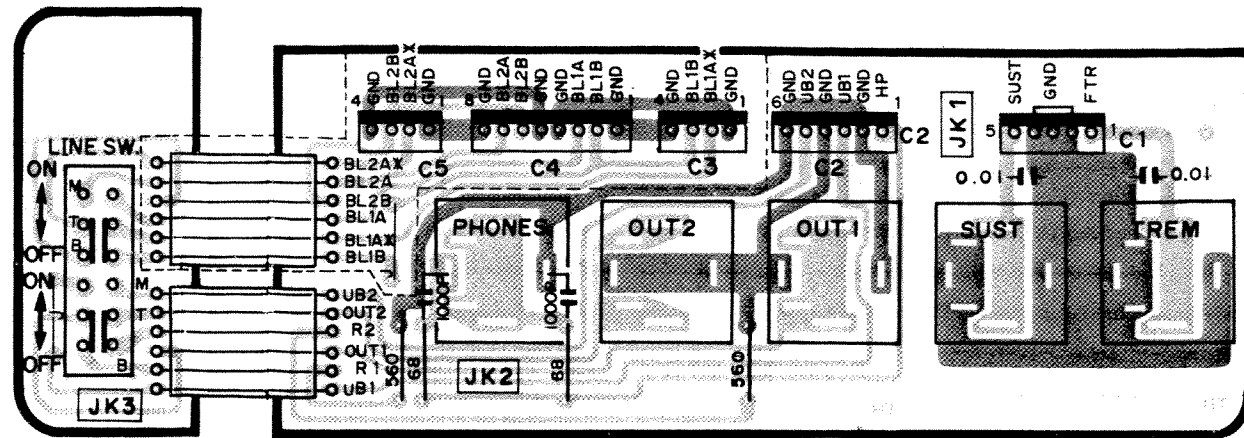 GND
BL2B
BL2AX
GND
4
1
C5
GND
BL2A
BL2B
GND
GND
BL1A
BL1B
GND
8
1
C4
GND
BL1B
BL1AX
GND
4
1
C3
GND
UB2
GND
UB1
GND
HP
6
1
C2
C2
JK1
SUST
GND
FTR
5
1
C1
0.01
0.01
LINE SW.
ON
OFF
ON
OFF
M
T
B
M
T
B
JK3
BL2AX
BL2A
BL2B
BL1A
BL1AX
BL1B
UB2
OUT2
R2
OUT1
R1
UB1
PHONES
OUT2
OUT1
SUST
TREM
1000P
1000P
560
68
JK2
68
560